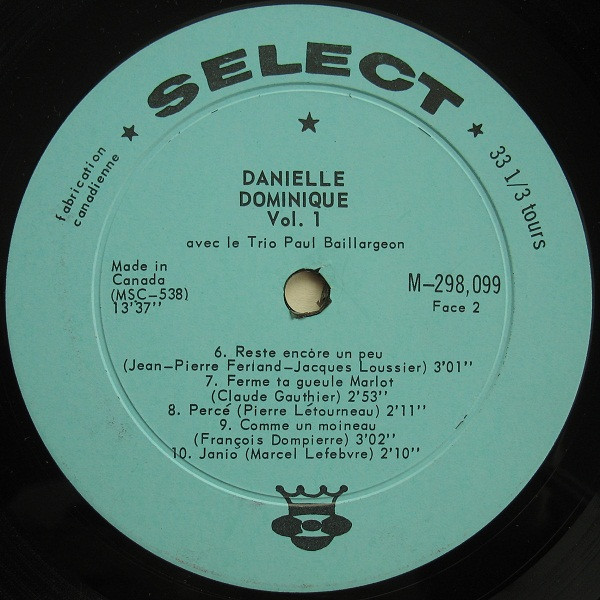 SELECT
fabrication
canadienne
33 1/3 tours
DANIELLE
DOMINIQUE
Vol. 1
avec le Trio Paul Baillargeon
Made in
Canada
(MSC-538)
13'37''
M-298,099
Face 2
6. Reste encòre un peu
(Jean-Pierre Ferland-Jacques Loussier) 3'01''
7. Ferme ta gueule Marlot
(Claude Gauthier) 2'53''
8. Percé (Pierre Létourneau) 2'11''
9. Comme un moineau
(François Dompierre) 3'02''
10. Janio (Marcel Lefebvre) 2'10''